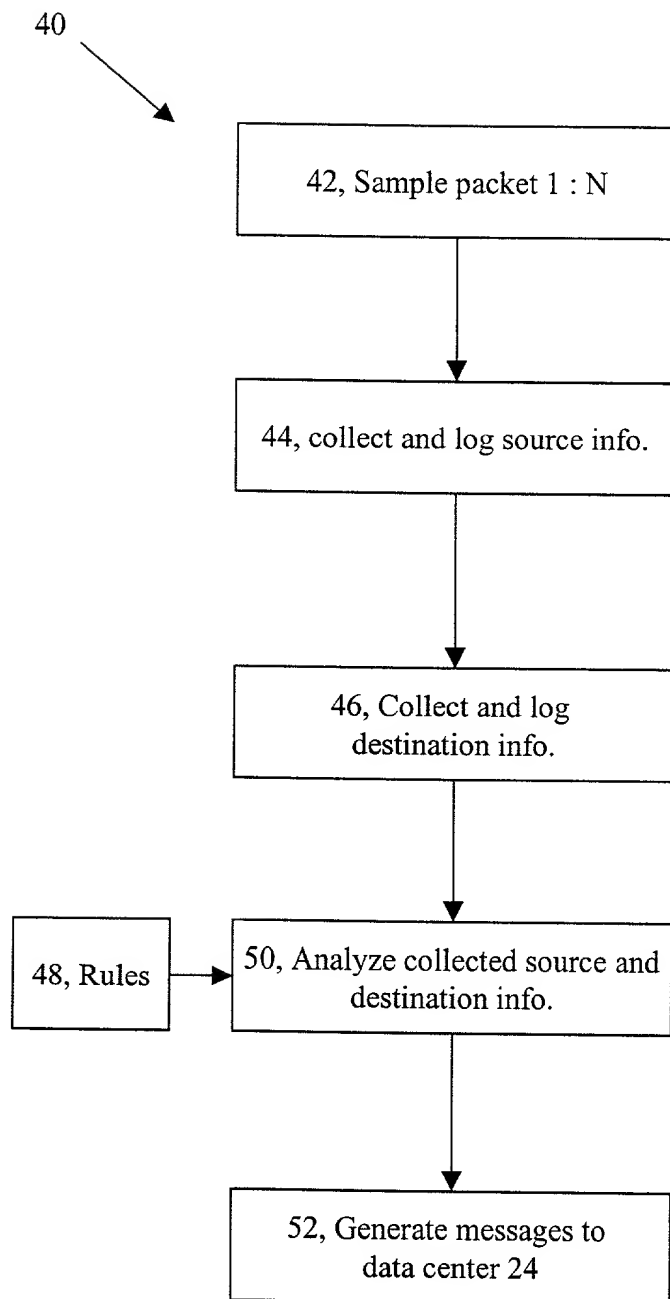 40
42, Sample packet 1 : N
44, collect and log source info.
46, Collect and log
destination info.
48, Rules
50, Analyze collected source and
destination info.
52, Generate messages to
data center 24